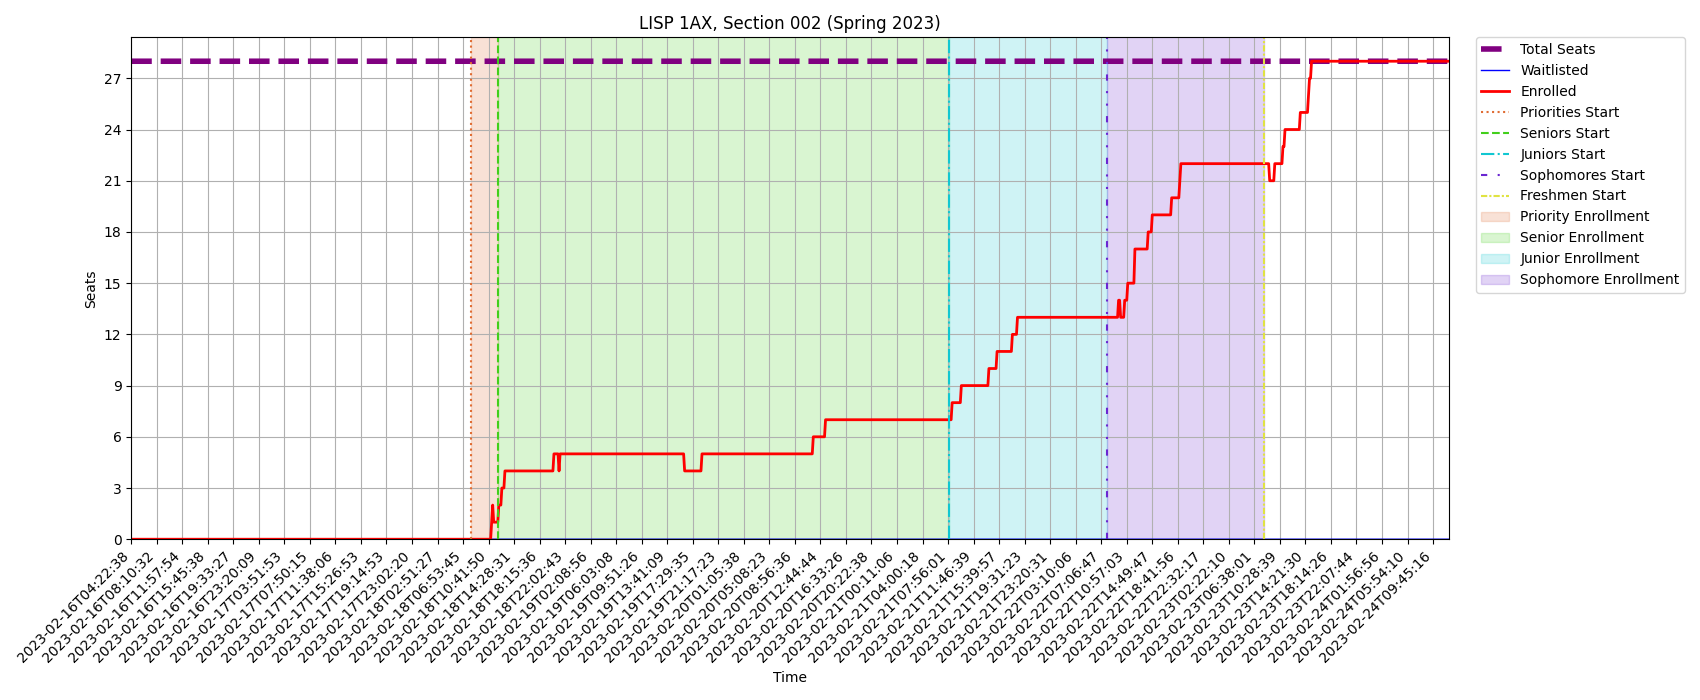 LISP 1AX, Section 002 (Spring 2023)
Total Seats
Waitlisted
Enrolled
Priorities Start
Seniors Start
Juniors Start
Sophomores Start
Freshmen Start
Priority Enrollment
Senior Enrollment
Junior Enrollment
Sophomore Enrollment
Seats
27
24
21
18
15
12
9
6
3
0
2023-02-16T04:22:38
2023-02-16T08:10:32
2023-02-16T11:57:54
2023-02-16T15:45:38
2023-02-16T19:33:27
2023-02-16T23:20:09
2023-02-17T03:51:53
2023-02-17T07:50:15
2023-02-17T11:38:06
2023-02-17T15:26:53
2023-02-17T19:14:53
2023-02-17T23:02:20
2023-02-18T02:51:27
2023-02-18T06:53:45
2023-02-18T10:41:50
2023-02-18T14:28:31
2023-02-18T18:15:36
2023-02-18T22:02:43
2023-02-19T02:08:56
2023-02-19T06:03:08
2023-02-19T09:51:26
2023-02-19T13:41:09
2023-02-19T17:29:35
2023-02-19T21:17:23
2023-02-20T01:05:38
2023-02-20T05:08:23
2023-02-20T08:56:36
2023-02-20T12:44:44
2023-02-20T16:33:26
2023-02-20T20:22:38
2023-02-21T00:11:06
2023-02-21T04:00:18
2023-02-21T07:56:01
2023-02-21T11:46:39
2023-02-21T15:39:57
2023-02-21T19:31:23
2023-02-21T23:20:31
2023-02-22T03:10:06
2023-02-22T07:06:47
2023-02-22T10:57:03
2023-02-22T14:49:47
2023-02-22T18:41:56
2023-02-22T22:32:17
2023-02-23T02:22:10
2023-02-23T06:38:01
2023-02-23T10:28:39
2023-02-23T14:21:30
2023-02-23T18:14:26
2023-02-23T22:07:44
2023-02-24T01:56:56
2023-02-24T05:54:10
2023-02-24T09:45:16
Time